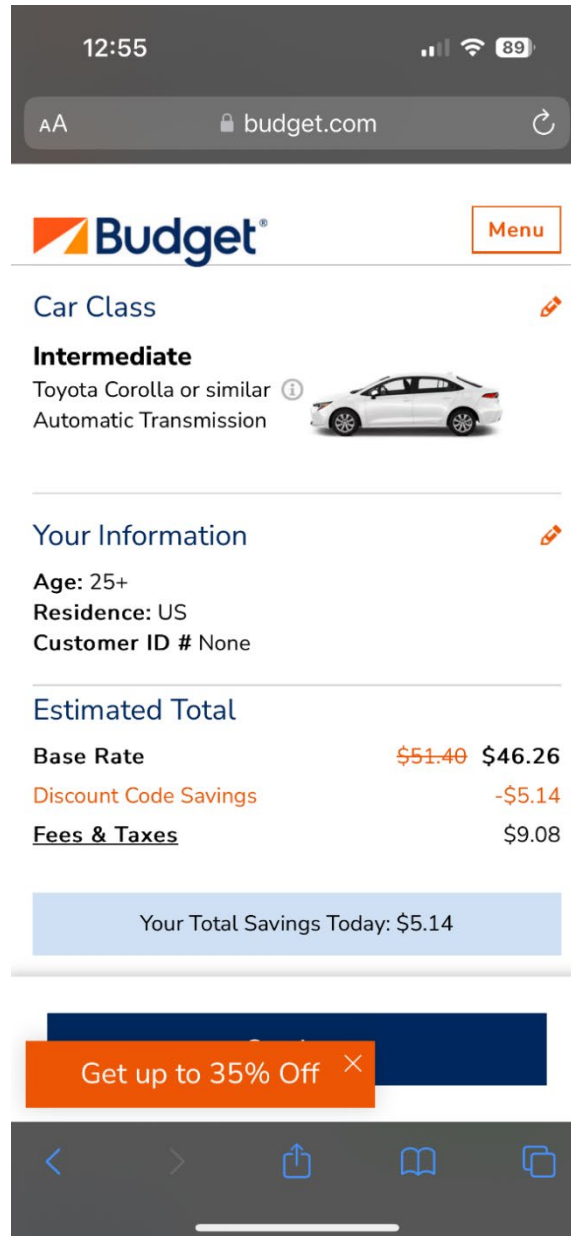 12:55
89
AA
budget.com
Budget®
Menu
Car Class
Intermediate
Toyota Corolla or similar
Automatic Transmission
Your Information
Age: 25+
Residence: US
Customer ID # None
Estimated Total
Base Rate $51.40 $46.26
Discount Code Savings -$5.14
Fees & Taxes $9.08
Your Total Savings Today: $5.14
Get up to 35% Off